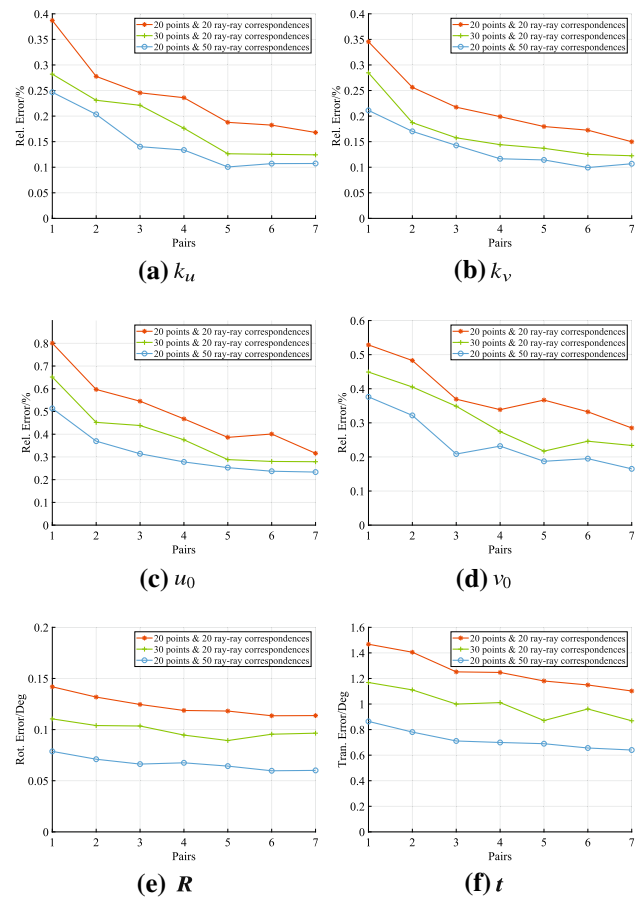 0.4
0.35
0.3
0.25
0.2
0.15
0.1
0.05
0
Rel. Error/%
20 points & 20 ray-ray correspondences
30 points & 20 ray-ray correspondences
20 points & 50 ray-ray correspondences
1 2 3 4 5 6 7
Pairs
(a) k_u
0.4
0.35
0.3
0.25
0.2
0.15
0.1
0.05
0
Rel. Error/%
20 points & 20 ray-ray correspondences
30 points & 20 ray-ray correspondences
20 points & 50 ray-ray correspondences
1 2 3 4 5 6 7
Pairs
(b) k_v
0.8
0.7
0.6
0.5
0.4
0.3
0.2
0.1
0
Rel. Error/%
20 points & 20 ray-ray correspondences
30 points & 20 ray-ray correspondences
20 points & 50 ray-ray correspondences
1 2 3 4 5 6 7
Pairs
(c) u_0
0.6
0.5
0.4
0.3
0.2
0.1
0
Rel. Error/%
20 points & 20 ray-ray correspondences
30 points & 20 ray-ray correspondences
20 points & 50 ray-ray correspondences
1 2 3 4 5 6 7
Pairs
(d) v_0
0.2
0.15
0.1
0.05
0
Rot. Error/Deg
20 points & 20 ray-ray correspondences
30 points & 20 ray-ray correspondences
20 points & 50 ray-ray correspondences
1 2 3 4 5 6 7
Pairs
(e) R
1.6
1.4
1.2
1
0.8
0.6
0.4
0.2
0
Tran. Error/Deg
20 points & 20 ray-ray correspondences
30 points & 20 ray-ray correspondences
20 points & 50 ray-ray correspondences
1 2 3 4 5 6 7
Pairs
(f) t